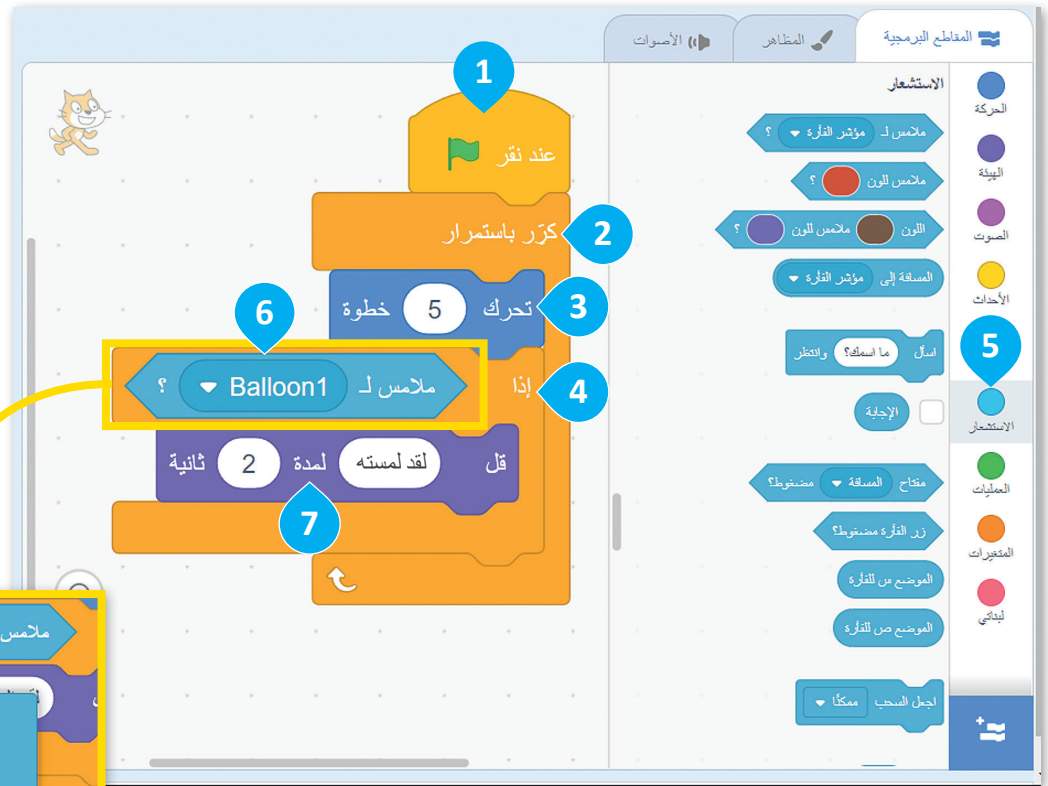 المقاطع البرمجية
المظاهر
الأصوات
الحركة
الهيئة
الصوت
الأحداث
الاستشعار
العمليات
المتغيرات
لبناتي
الاستشعار
ملامس لـ مؤشر الفأرة ؟
ملامس للون ؟
اللون ملامس للون ؟
المسافة إلى مؤشر الفأرة
اسأل ما اسمك؟ وانتظر
الإجابة
مفتاح المسافة مضغوط؟
زر الفأرة مضغوط؟
الموضع س للفأرة
الموضع ص للفأرة
اجعل السحب ممكنًا
1
عند نقر
2
كرّر باستمرار
3
تحرك 5 خطوة
4
5
6
إذا ملامس لـ Balloon1 ؟
قل لقد لمسته لمدة 2 ثانية
7
ملامس